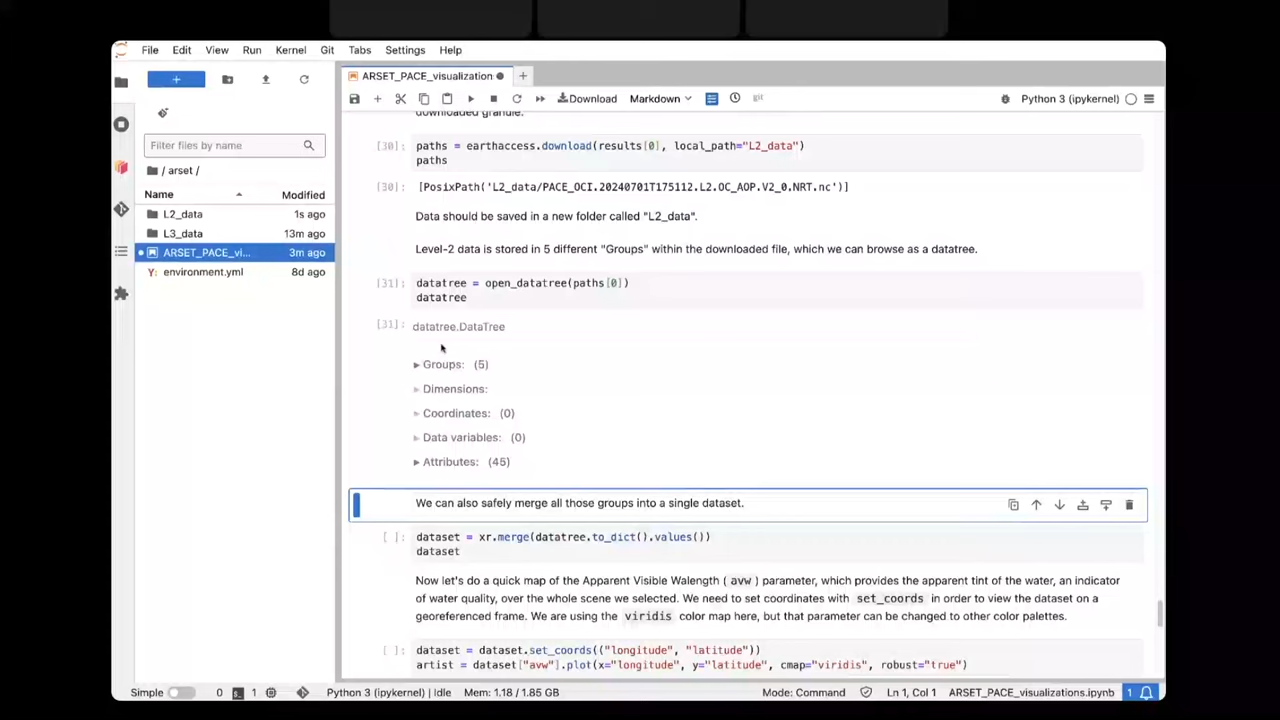 File Edit View Run Kernel Git Tabs Settings Help
ARSET_PACE_visualization
Download Markdown git Python 3 (ipykernel)
Filter files by name
/ arset /
Name Modified
L2_data 1s ago
L3_data 13m ago
ARSET_PACE_vi... 3m ago
Y: environment.yml 8d ago
downloaded granule.
[30]: paths = earthaccess.download(results[0], local_path="L2_data")
paths
[30]: [PosixPath('L2_data/PACE_OCI.20240701T175112.L2.OC_AOP.V2_0.NRT.nc')]
Data should be saved in a new folder called "L2_data".
Level-2 data is stored in 5 different "Groups" within the downloaded file, which we can browse as a datatree.
[31]: datatree = open_datatree(paths[0])
datatree
[31]: datatree.DataTree
Groups: (5)
Dimensions:
Coordinates: (0)
Data variables: (0)
Attributes: (45)
We can also safely merge all those groups into a single dataset.
[ ]: dataset = xr.merge(datatree.to_dict().values())
dataset
Now let's do a quick map of the Apparent Visible Walength ( avw ) parameter, which provides the apparent tint of the water, an indicator
of water quality, over the whole scene we selected. We need to set coordinates with set_coords in order to view the dataset on a
georeferenced frame. We are using the viridis color map here, but that parameter can be changed to other color palettes.
[ ]: dataset = dataset.set_coords(("longitude", "latitude"))
artist = dataset["avw"].plot(x="longitude", y="latitude", cmap="viridis", robust="true")
Simple 0 1 Python 3 (ipykernel) | Idle Mem: 1.18 / 1.85 GB Mode: Command Ln 1, Col 1 ARSET_PACE_visualizations.ipynb 1